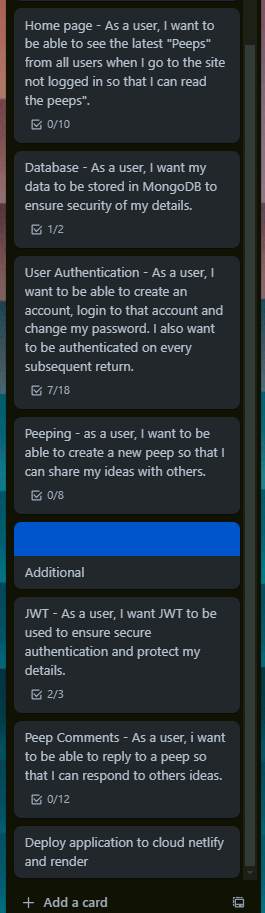 Home page - As a user, I want to
be able to see the latest "Peeps"
from all users when I go to the site
not logged in so that I can read
the peeps".
0/10
Database - As a user, I want my
data to be stored in MongoDB to
ensure security of my details.
1/2
User Authentication - As a user, I
want to be able to create an
account, login to that account and
change my password. I also want
to be authenticated on every
subsequent return.
7/18
Peeping - as a user, I want to be
able to create a new peep so that I
can share my ideas with others.
0/8
Additional
JWT - As a user, I want JWT to be
used to ensure secure
authentication and protect my
details.
2/3
Peep Comments - As a user, i want
to be able to reply to a peep so
that I can respond to others ideas.
0/12
Deploy application to cloud netlify
and render
+ Add a card